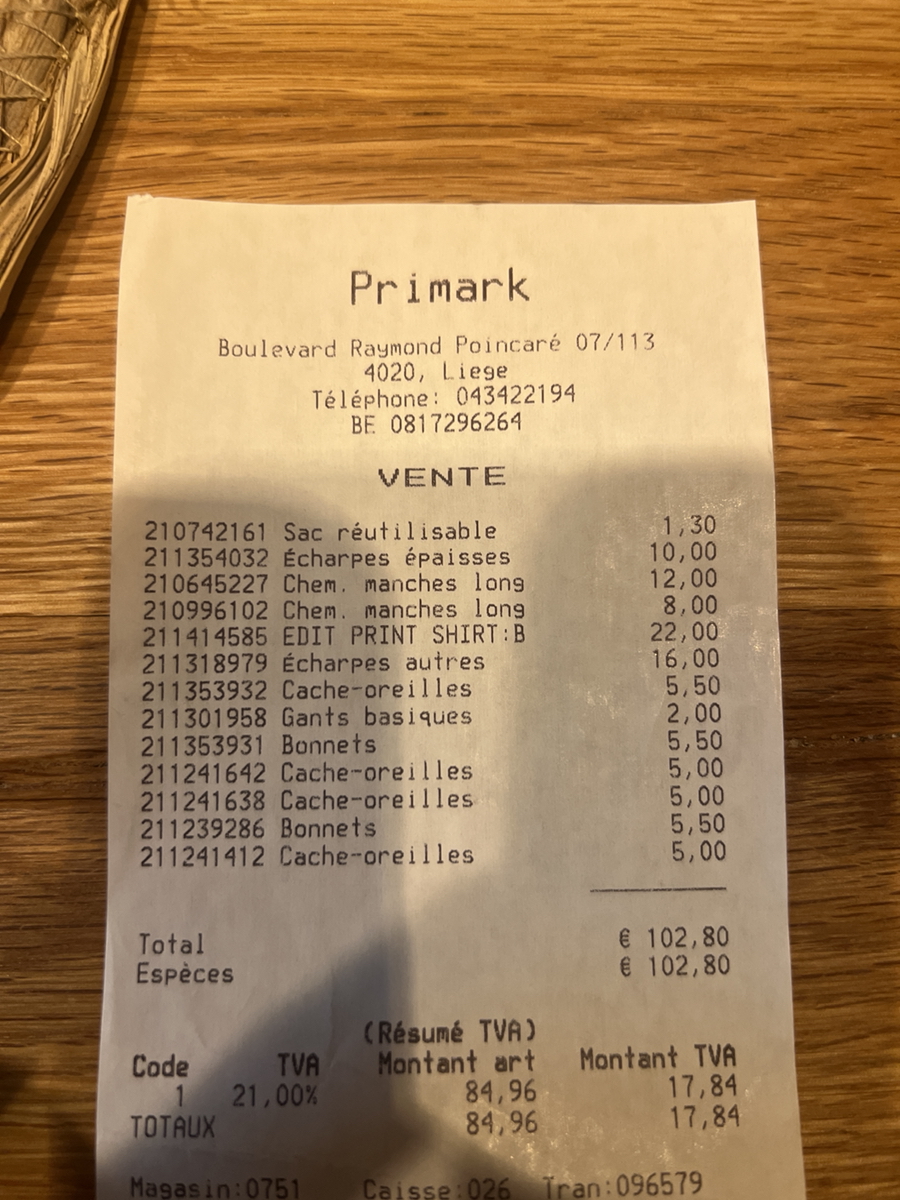 Primark
Boulevard Raymond Poincaré 07/113
4020, Liege
Téléphone: 043422194
BE 0817296264
VENTE
210742161 Sac réutilisable 1,30
211354032 Écharpes épaisses 10,00
210645227 Chem. manches long 12,00
210996102 Chem. manches long 8,00
211414585 EDIT PRINT SHIRT:B 22,00
211318979 Écharpes autres 16,00
211353932 Cache-oreilles 5,50
211301958 Gants basiques 2,00
211353931 Bonnets 5,50
211241642 Cache-oreilles 5,00
211241638 Cache-oreilles 5,00
211239286 Bonnets 5,50
211241412 Cache-oreilles 5,00
Total € 102,80
Espèces € 102,80
(Résumé TVA)
Code TVA Montant art Montant TVA
1 21,00% 84,96 17,84
TOTAUX 84,96 17,84
Magasin:0751 Caisse:026 Tran:096579